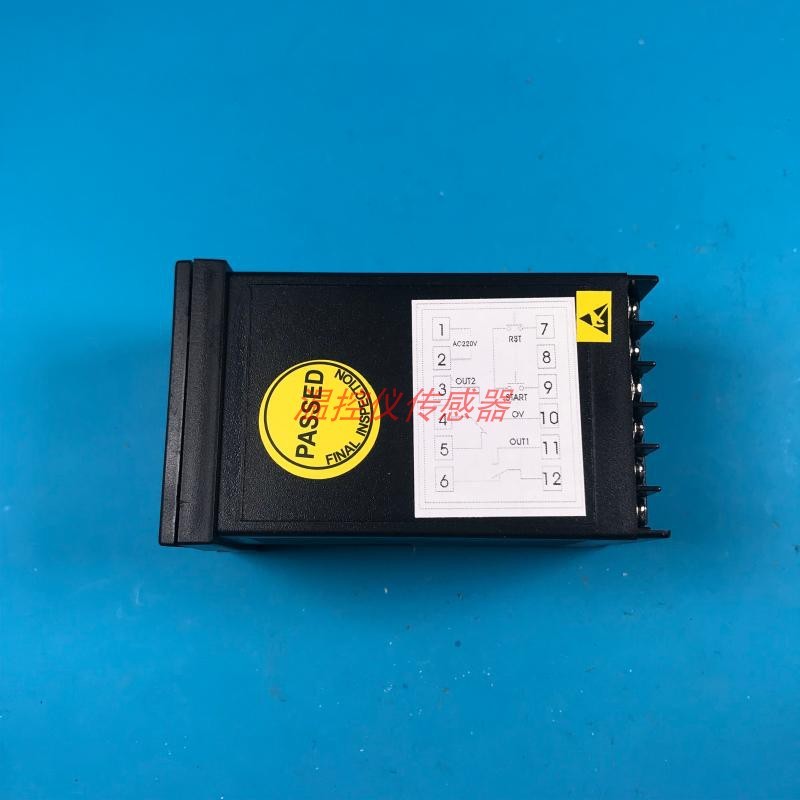 PASSED
FINAL INSPECTION
1 RST 7
AC220V
2 8
3 OUT2 START 9
4 OV 10
5 OUT1 11
6 12
温控仪传感器